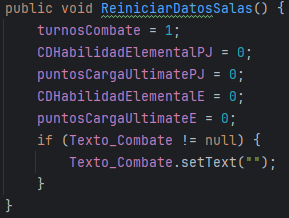 public void ReiniciarDatosSalas() {
    turnosCombate = 1;
    CDHabilidadElementalPJ = 0;
    puntosCargaUltimatePJ = 0;
    CDHabilidadElementalE = 0;
    puntosCargaUltimateE = 0;
    if (Texto_Combate != null) {
        Texto_Combate.setText("");
    }
}